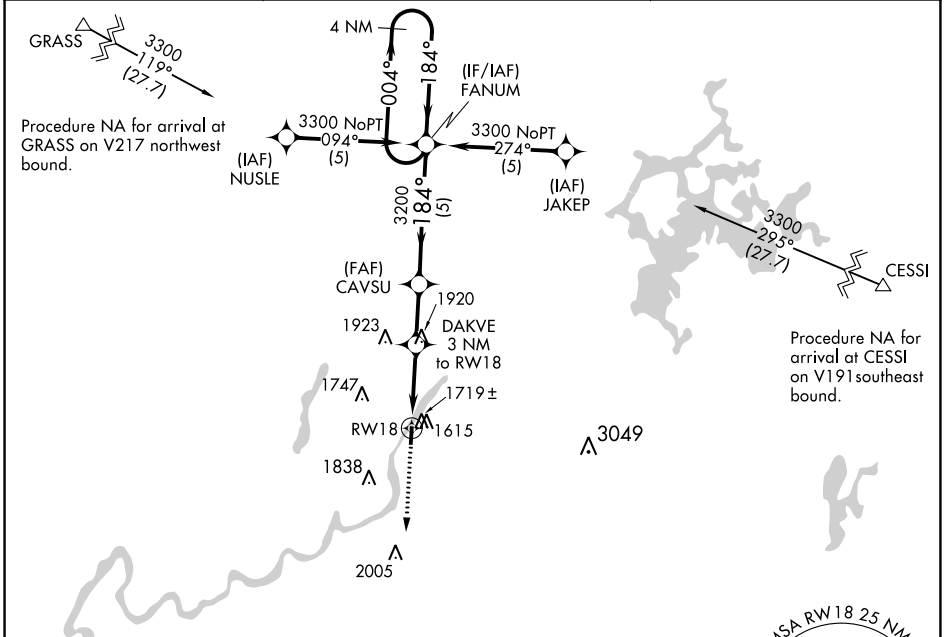 GRASS
3300
119°
(27.7)
Procedure NA for arrival at
GRASS on V217 northwest
bound.
4 NM
004°
184°
(IF/IAF)
FANUM
3300 NoPT
094°
(5)
(IAF)
NUSLE
3300 NoPT
274°
(5)
(IAF)
JAKEP
3200
184°
(5)
3300
295°
(27.7)
CESSI
Procedure NA for
arrival at CESSI
on V191southeast
bound.
(FAF)
CAVSU
1920
1923
DAKVE
3 NM
to RW18
1747
1719 ±
RW18
1615
3049
1838
2005
MSA RW18 25 NM